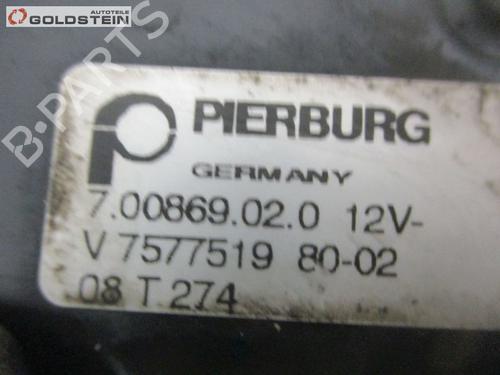 AUTOTEILE
GOLDSTEIN
B-PARTS
PIERBURG
GERMANY
7.00869.02.0 12V-
V 7577519 80-02
08 T 274